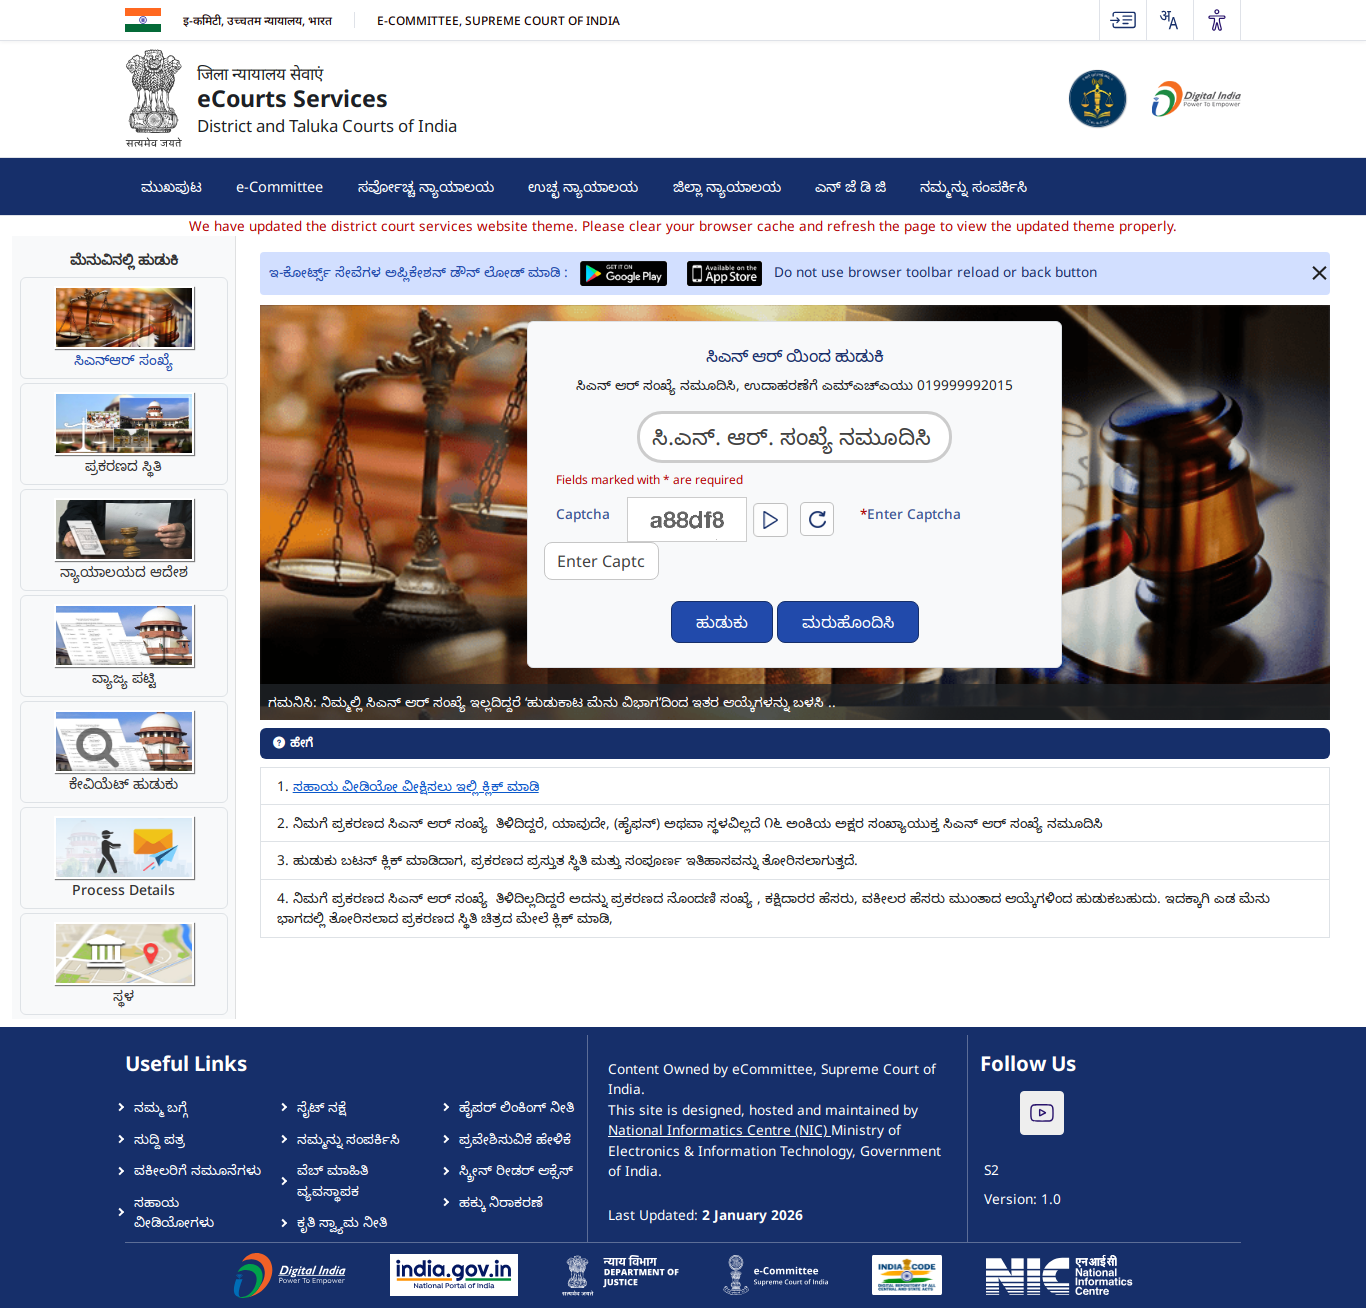 इ-कमिटी, उच्चतम न्यायालय, भारत
E-COMMITTEE, SUPREME COURT OF INDIA
अ A
जिला न्यायालय सेवाएं
eCourts Services
District and Taluka Courts of India
सत्यमेव जयते
Digital India
Power To Empower
ಮುಖಪುಟ
e-Committee
ಸರ್ವೋಚ್ಚ ನ್ಯಾಯಾಲಯ
ಉಚ್ಛ ನ್ಯಾಯಾಲಯ
ಜಿಲ್ಲಾ ನ್ಯಾಯಾಲಯ
ಎನ್ ಜೆ ಡಿ ಜಿ
ನಮ್ಮನ್ನು ಸಂಪರ್ಕಿಸಿ
We have updated the district court services website theme. Please clear your browser cache and refresh the page to view the updated theme properly.
ಮೆನುವಿನಲ್ಲಿ ಹುಡುಕಿ
ಸಿಎನ್ಆರ್ ಸಂಖ್ಯೆ
ಪ್ರಕರಣದ ಸ್ಥಿತಿ
ನ್ಯಾಯಾಲಯದ ಆದೇಶ
ವ್ಯಾಜ್ಯ ಪಟ್ಟಿ
ಕೇವಿಯೆಟ್ ಹುಡುಕು
Process Details
ಸ್ಥಳ
ಇ-ಕೋರ್ಟ್ಸ್ ಸೇವೆಗಳ ಅಪ್ಲಿಕೇಶನ್ ಡೌನ್ ಲೋಡ್ ಮಾಡಿ :
GET IT ON
Google Play
Available on the
App Store
Do not use browser toolbar reload or back button
ಸಿಎನ್ ಆರ್ ಯಿಂದ ಹುಡುಕಿ
ಸಿಎನ್ ಆರ್ ಸಂಖ್ಯೆ ನಮೂದಿಸಿ, ಉದಾಹರಣೆಗೆ ಎಮ್ಎಚ್ಎಯು 019999992015
ಸಿ.ಎನ್. ಆರ್. ಸಂಖ್ಯೆ ನಮೂದಿಸಿ
Fields marked with * are required
Captcha
a88df8
*Enter Captcha
Enter Captc
ಹುಡುಕು
ಮರುಹೊಂದಿಸಿ
ಗಮನಿಸಿ: ನಿಮ್ಮಲ್ಲಿ ಸಿಎನ್ ಆರ್ ಸಂಖ್ಯೆ ಇಲ್ಲದಿದ್ದರೆ ‘ಹುಡುಕಾಟ ಮೆನು ವಿಭಾಗ’ದಿಂದ ಇತರ ಆಯ್ಕೆಗಳನ್ನು ಬಳಸಿ ..
ಹೇಗೆ
1. ಸಹಾಯ ವೀಡಿಯೋ ವೀಕ್ಷಿಸಲು ಇಲ್ಲಿ ಕ್ಲಿಕ್ ಮಾಡಿ
2. ನಿಮಗೆ ಪ್ರಕರಣದ ಸಿಎನ್ ಆರ್ ಸಂಖ್ಯೆ ತಿಳಿದಿದ್ದರೆ, ಯಾವುದೇ, (ಹೈಫನ್) ಅಥವಾ ಸ್ಥಳವಿಲ್ಲದೆ ೧೬ ಅಂಕಿಯ ಅಕ್ಷರ ಸಂಖ್ಯಾಯುಕ್ತ ಸಿಎನ್ ಆರ್ ಸಂಖ್ಯೆ ನಮೂದಿಸಿ
3. ಹುಡುಕು ಬಟನ್ ಕ್ಲಿಕ್ ಮಾಡಿದಾಗ, ಪ್ರಕರಣದ ಪ್ರಸ್ತುತ ಸ್ಥಿತಿ ಮತ್ತು ಸಂಪೂರ್ಣ ಇತಿಹಾಸವನ್ನು ತೋರಿಸಲಾಗುತ್ತದೆ.
4. ನಿಮಗೆ ಪ್ರಕರಣದ ಸಿಎನ್ ಆರ್ ಸಂಖ್ಯೆ ತಿಳಿದಿಲ್ಲದಿದ್ದರೆ ಅದನ್ನು ಪ್ರಕರಣದ ನೊಂದಣಿ ಸಂಖ್ಯೆ , ಕಕ್ಷಿದಾರರ ಹೆಸರು, ವಕೀಲರ ಹೆಸರು ಮುಂತಾದ ಆಯ್ಕೆಗಳಿಂದ ಹುಡುಕಬಹುದು. ಇದಕ್ಕಾಗಿ ಎಡ ಮೆನು
ಭಾಗದಲ್ಲಿ ತೋರಿಸಲಾದ ಪ್ರಕರಣದ ಸ್ಥಿತಿ ಚಿತ್ರದ ಮೇಲೆ ಕ್ಲಿಕ್ ಮಾಡಿ,
Useful Links
ನಮ್ಮ ಬಗ್ಗೆ
ಸುದ್ದಿ ಪತ್ರ
ವಕೀಲರಿಗೆ ನಮೂನೆಗಳು
ಸಹಾಯ
ವೀಡಿಯೋಗಳು
ಸೈಟ್ ನಕ್ಷೆ
ನಮ್ಮನ್ನು ಸಂಪರ್ಕಿಸಿ
ವೆಬ್ ಮಾಹಿತಿ
ವ್ಯವಸ್ಥಾಪಕ
ಕೃತಿ ಸ್ವ್ಯಾಮ ನೀತಿ
ಹೈಪರ್ ಲಿಂಕಿಂಗ್ ನೀತಿ
ಪ್ರವೇಶಿಸುವಿಕೆ ಹೇಳಿಕೆ
ಸ್ಕ್ರೀನ್ ರೀಡರ್ ಅಕ್ಸೆಸ್
ಹಕ್ಕು ನಿರಾಕರಣೆ
Content Owned by eCommittee, Supreme Court of
India.
This site is designed, hosted and maintained by
National Informatics Centre (NIC) Ministry of
Electronics & Information Technology, Government
of India.
Last Updated: 2 January 2026
Follow Us
S2
Version: 1.0
Digital India
Power To Empower
india.gov.in
National Portal of India
सत्यमेव जयते
न्याय विभाग
DEPARTMENT OF
JUSTICE
e-Committee
Supreme Court of India
INDIA CODE
DIGITAL REPOSITORY OF ALL
CENTRAL AND STATE ACTS
NIC
एनआईसी
National
Informatics
Centre